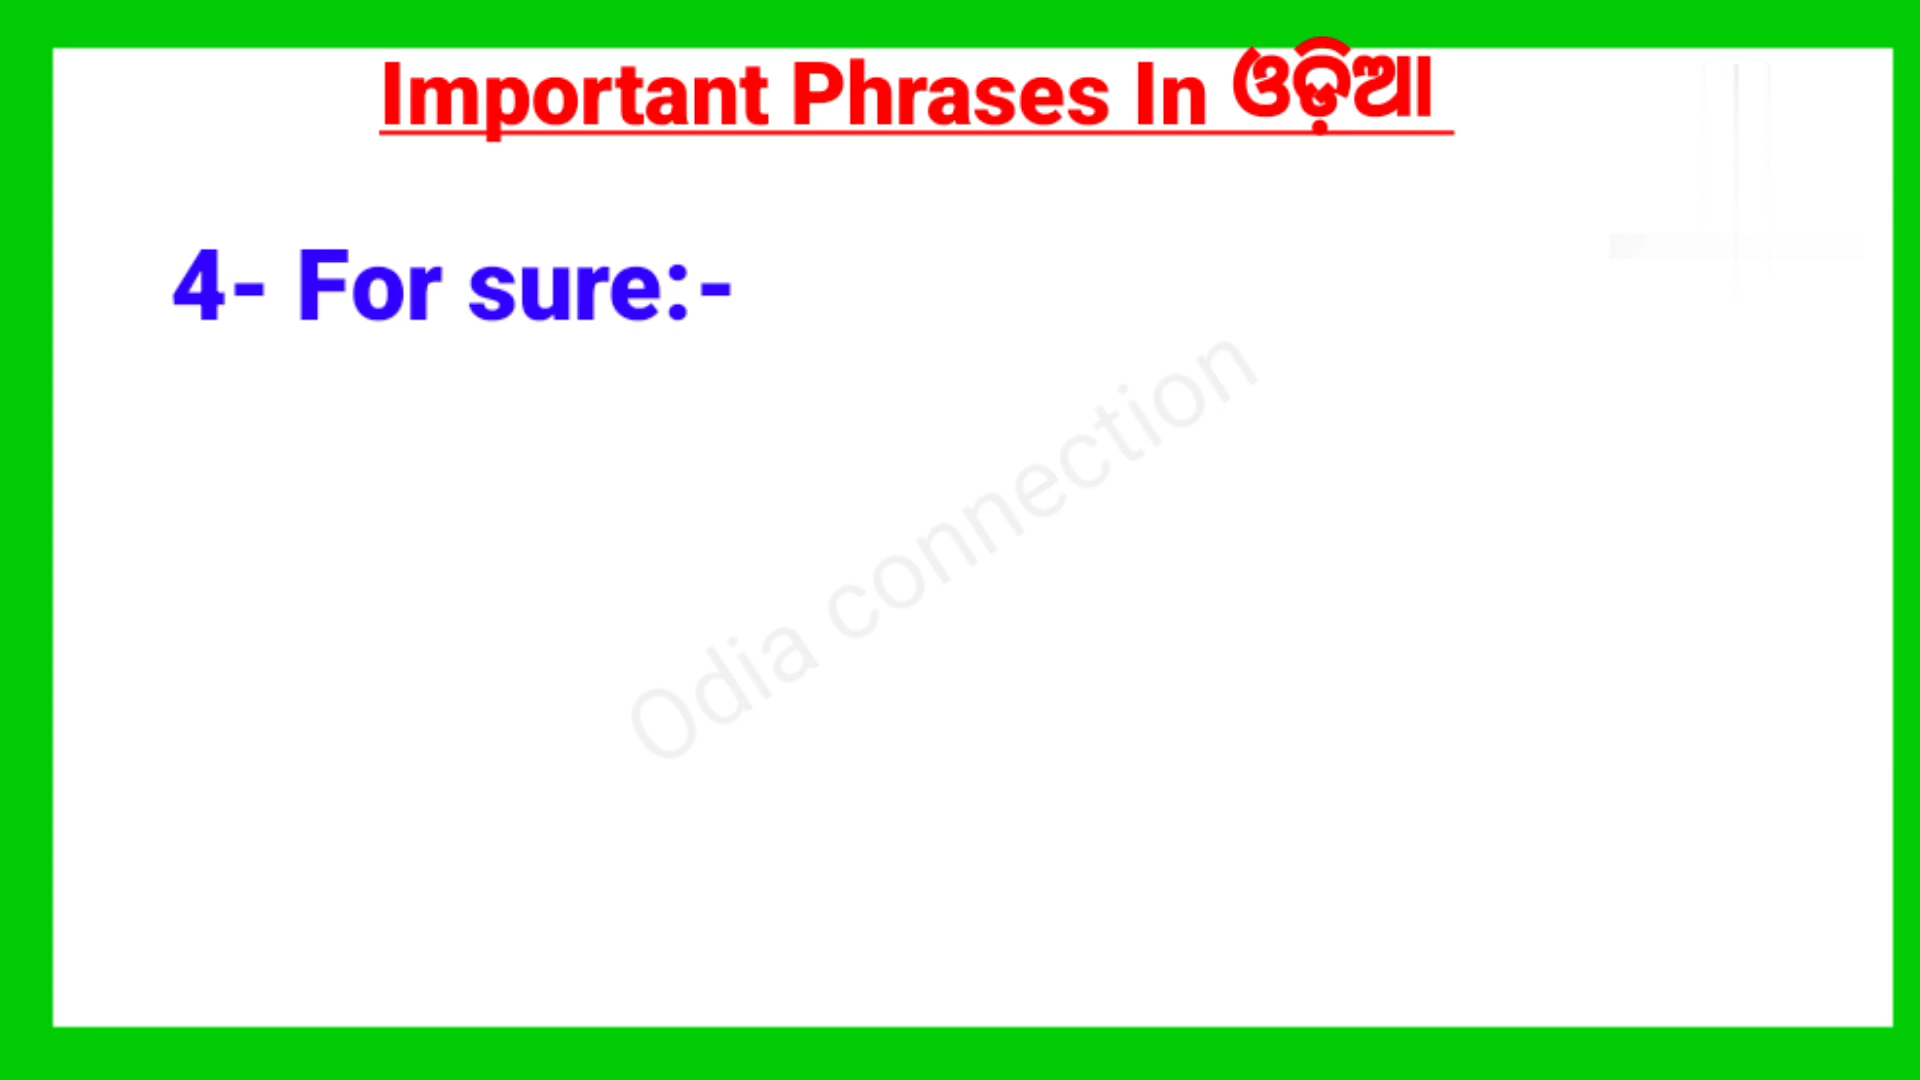 Important Phrases In ଓଡ଼ିଆ
4- For sure:-
Odia connection